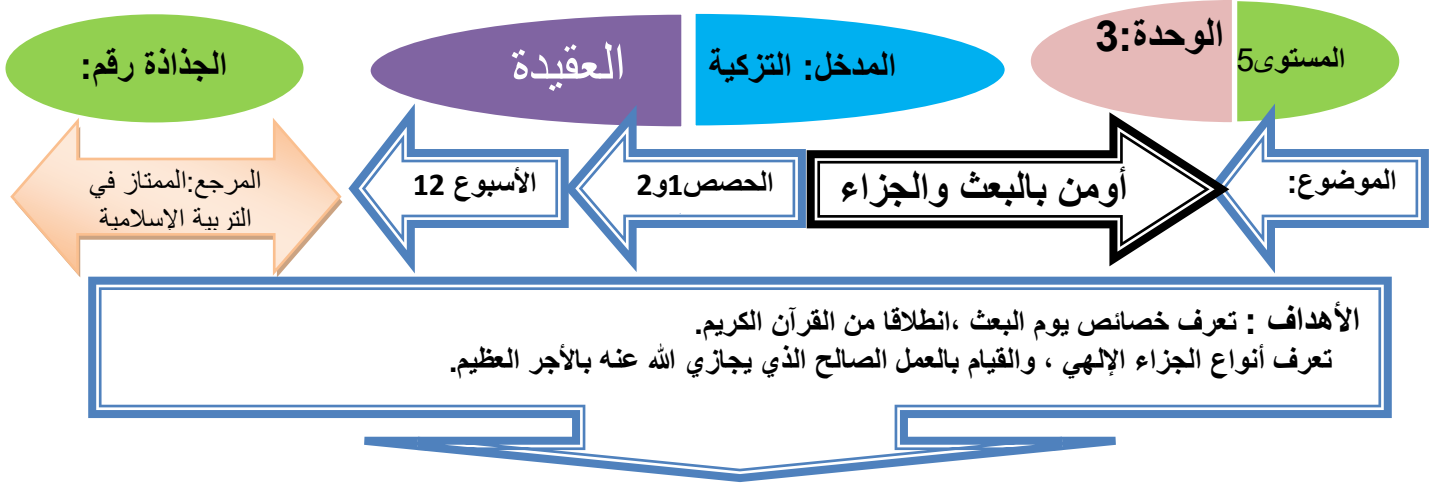 المستوى5
الوحدة:3
المدخل: التزكية
العقيدة
الجذاذة رقم:
الموضوع:
أومن بالبعث والجزاء
الحصص1و2
الأسبوع 12
المرجع:الممتاز في
التربية الإسلامية
الأهداف : تعرف خصائص يوم البعث ،انطلاقا من القرآن الكريم.
تعرف أنواع الجزاء الإلهي ، والقيام بالعمل الصالح الذي يجازي الله عنه بالأجر العظيم.